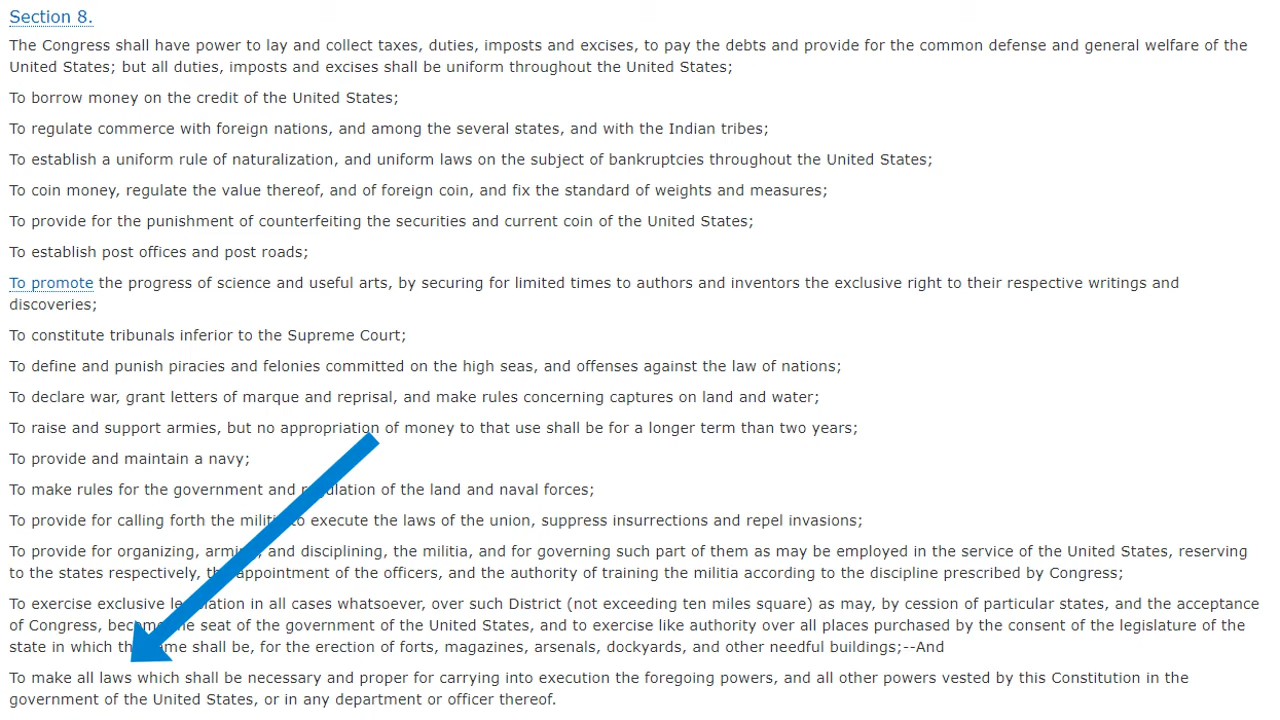 Section 8.
The Congress shall have power to lay and collect taxes, duties, imposts and excises, to pay the debts and provide for the common defense and general welfare of the
United States; but all duties, imposts and excises shall be uniform throughout the United States;
To borrow money on the credit of the United States;
To regulate commerce with foreign nations, and among the several states, and with the Indian tribes;
To establish a uniform rule of naturalization, and uniform laws on the subject of bankruptcies throughout the United States;
To coin money, regulate the value thereof, and of foreign coin, and fix the standard of weights and measures;
To provide for the punishment of counterfeiting the securities and current coin of the United States;
To establish post offices and post roads;
To promote the progress of science and useful arts, by securing for limited times to authors and inventors the exclusive right to their respective writings and
discoveries;
To constitute tribunals inferior to the Supreme Court;
To define and punish piracies and felonies committed on the high seas, and offenses against the law of nations;
To declare war, grant letters of marque and reprisal, and make rules concerning captures on land and water;
To raise and support armies, but no appropriation of money to that use shall be for a longer term than two years;
To provide and maintain a navy;
To make rules for the government and regulation of the land and naval forces;
To provide for calling forth the militia to execute the laws of the union, suppress insurrections and repel invasions;
To provide for organizing, arming, and disciplining, the militia, and for governing such part of them as may be employed in the service of the United States, reserving
to the states respectively, the appointment of the officers, and the authority of training the militia according to the discipline prescribed by Congress;
To exercise exclusive legislation in all cases whatsoever, over such District (not exceeding ten miles square) as may, by cession of particular states, and the acceptance
of Congress, become the seat of the government of the United States, and to exercise like authority over all places purchased by the consent of the legislature of the
state in which the same shall be, for the erection of forts, magazines, arsenals, dockyards, and other needful buildings;--And
To make all laws which shall be necessary and proper for carrying into execution the foregoing powers, and all other powers vested by this Constitution in the
government of the United States, or in any department or officer thereof.